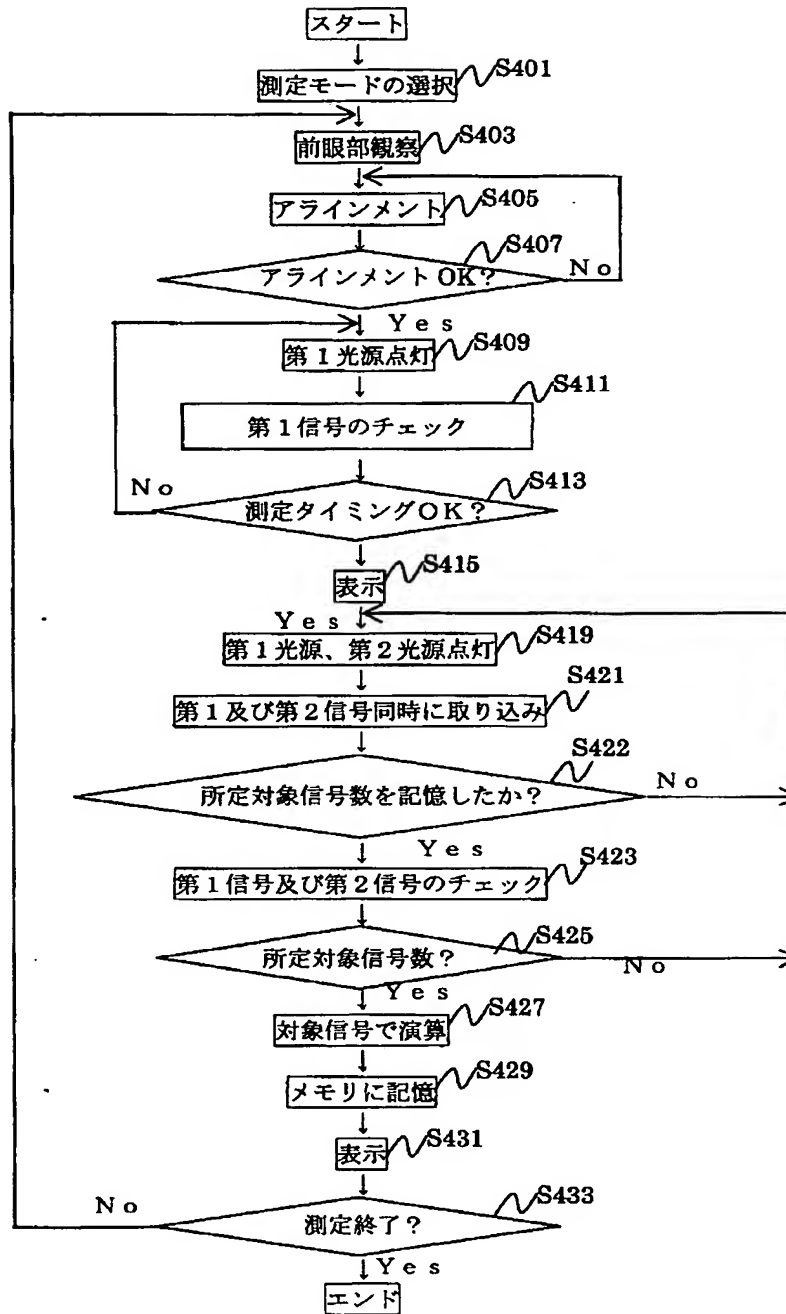 スタート
S401
測定モードの選択
S403
前眼部観察
S405
アラインメント
S407
アラインメントOK?
No
Yes
S409
第1光源点灯
S411
第1信号のチェック
No
S413
測定タイミングOK?
S415
表示
Yes
S419
第1光源、第2光源点灯
S421
第1及び第2信号同時に取り込み
S422
所定対象信号数を記憶したか?
No
Yes
S423
第1信号及び第2信号のチェック
S425
所定対象信号数?
No
Yes
S427
対象信号で演算
S429
メモリに記憶
S431
表示
No
S433
測定終了?
Yes
エンド